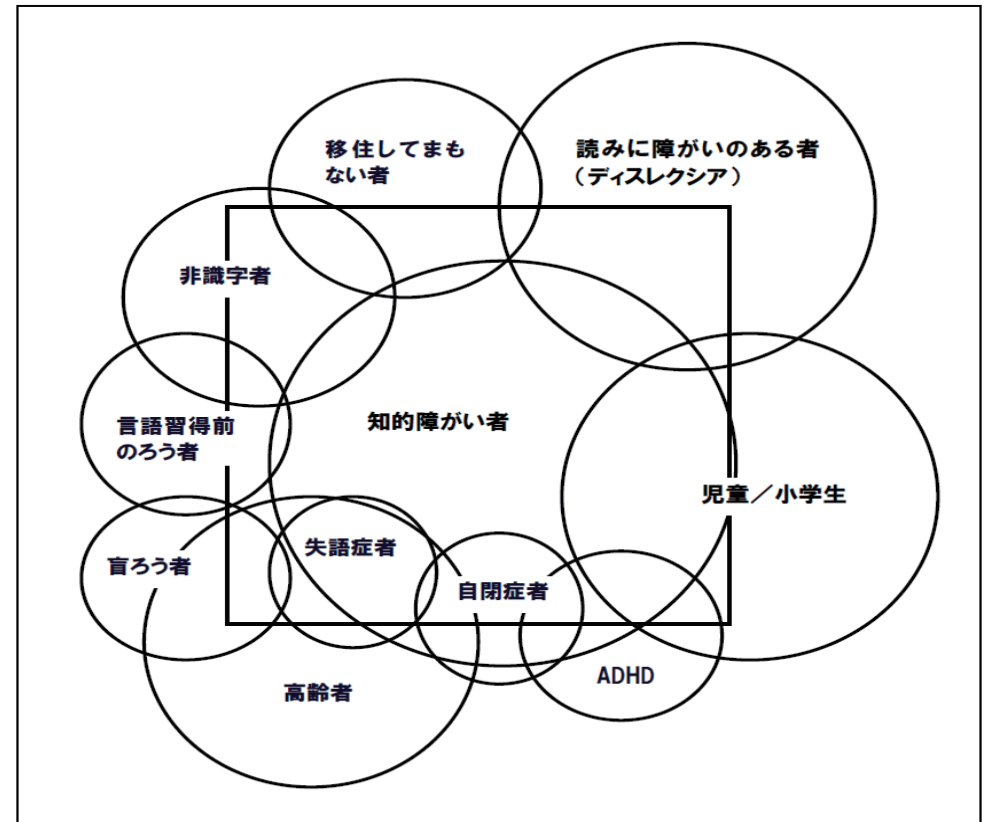 移住してまも
ない者
読みに障がいのある者
（ディスレクシア）
非識字者
言語習得前
のろう者
知的障がい者
児童／小学生
失語症者
盲ろう者
自閉症者
ADHD
高齢者